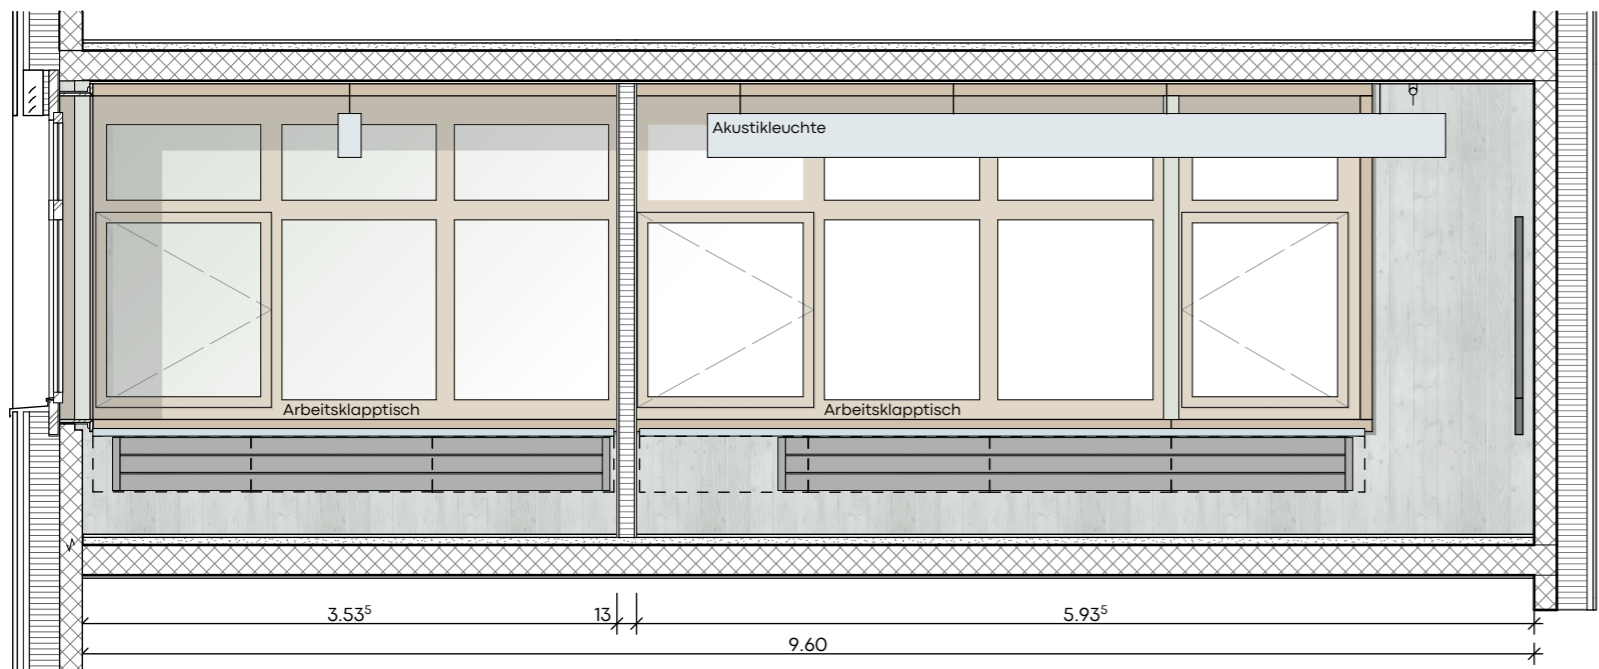 Akustikleuchte
Arbeitsklapptisch
Arbeitsklapptisch
3.53⁵
13
5.93⁵
9.60